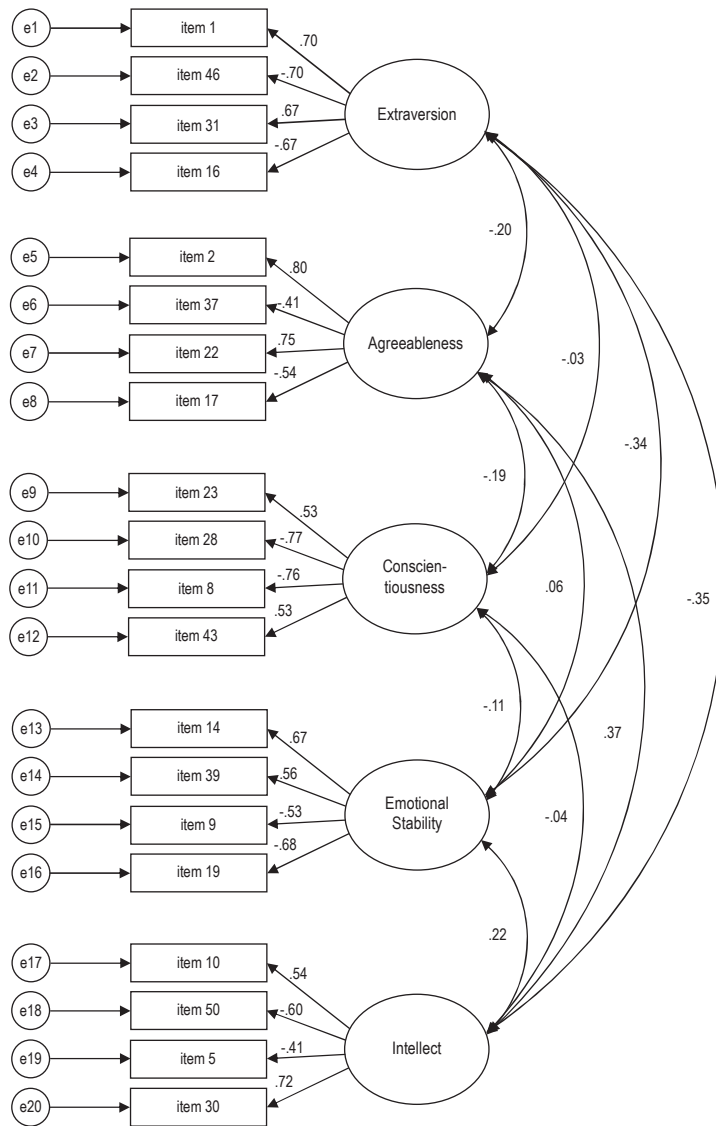 e1
item 1
.70
e2
item 46
-.70
Extraversion
e3
item 31
.67
e4
item 16
-.67
-.20
e5
item 2
.80
e6
item 37
-.41
Agreeableness
e7
item 22
.75
-.03
e8
item 17
-.54
-.34
-.19
e9
item 23
.53
e10
item 28
-.77
Conscien-
tiousness
e11
item 8
-.76
.06
-.35
e12
item 43
.53
-.11
e13
item 14
.67
.37
e14
item 39
.56
Emotional
Stability
e15
item 9
-.53
-.04
e16
item 19
-.68
.22
e17
item 10
.54
e18
item 50
-.60
Intellect
e19
item 5
-.41
e20
item 30
.72